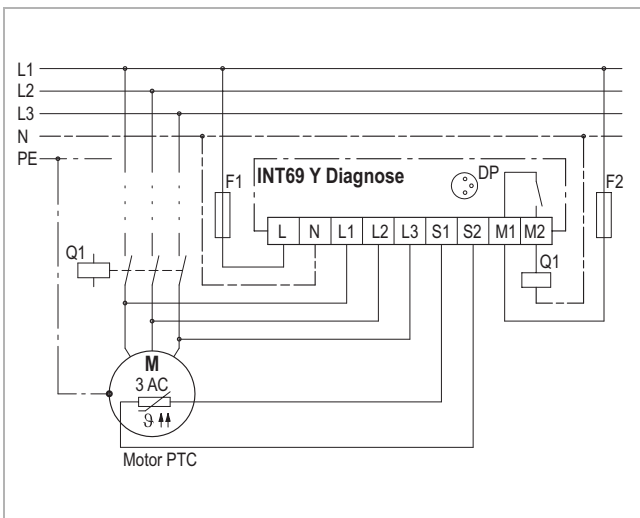 L1
L2
L3
N
PE
F1
INT69 Y Diagnose
DP
F2
L N L1 L2 L3 S1 S2 M1 M2
Q1
Q1
M
3 AC
ϑ
Motor PTC